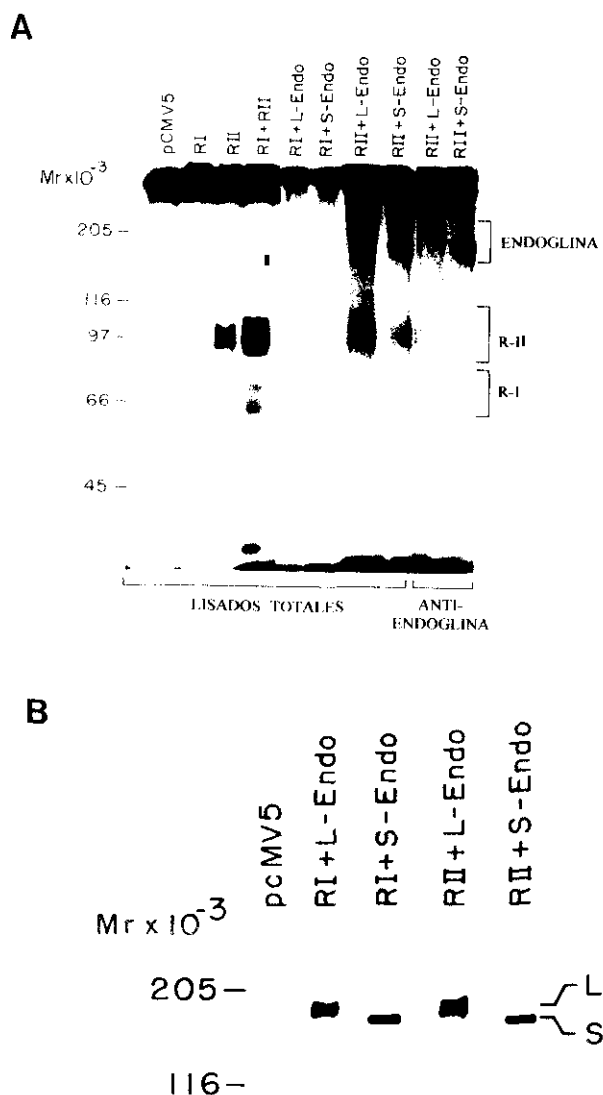 A
pCMV5
RI
RII
RI+RII
RI+L-Endo
RI+S-Endo
RII+L-Endo
RII+S-Endo
RII+L-Endo
RII+S-Endo
Mrx10-3
205 –
ENDOGLINA
116 –
97 –
R-II
66 –
R-I
45 –
LISADOS TOTALES
ANTI-
ENDOGLINA
B
pcMV5
RI+L-Endo
RI+S-Endo
RII+L-Endo
RII+S-Endo
Mr x 10-3
205 –
L
S
116 –